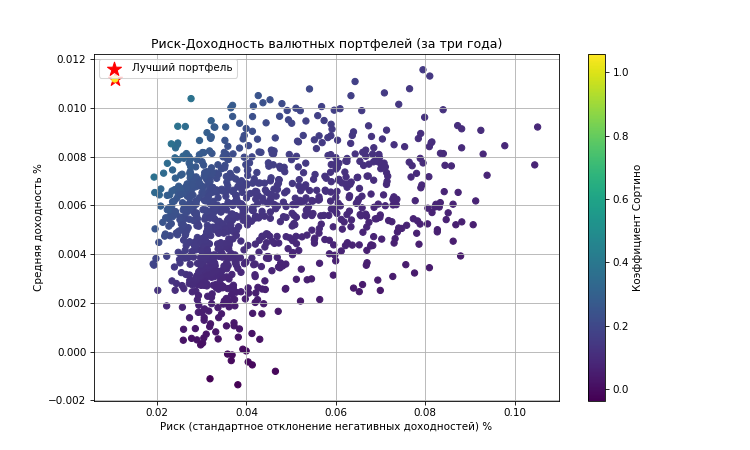 Риск-Доходность валютных портфелей (за три года)
Лучший портфель
0.012
0.010
0.008
0.006
0.004
0.002
0.000
−0.002
Средняя доходность %
0.02 0.04 0.06 0.08 0.10
Риск (стандартное отклонение негативных доходностей) %
1.0
0.8
0.6
0.4
0.2
0.0
Коэффициент Сортино